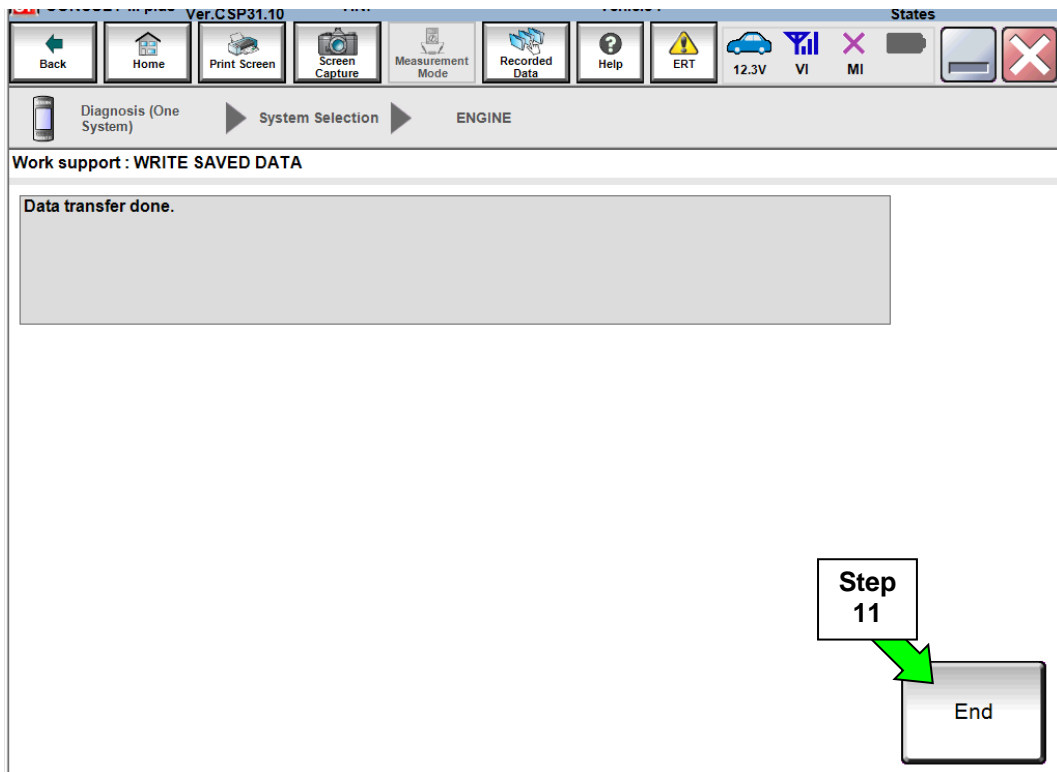 Ver.CSP31.10
States
Back
Home
Print Screen
Screen
Capture
Measurement
Mode
Recorded
Data
Help
ERT
12.3V
VI
MI
Diagnosis (One
System)
System Selection
ENGINE
Work support : WRITE SAVED DATA
Data transfer done.
Step
11
End